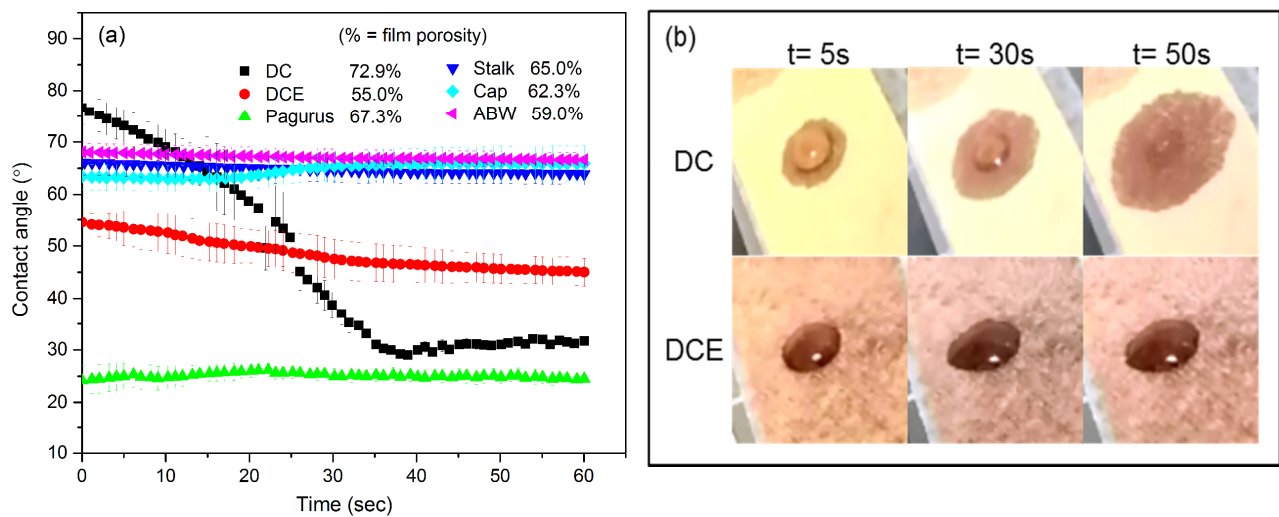 (a)
(% = film porosity)
DC 72.9%
DCE 55.0%
Pagurus 67.3%
Stalk 65.0%
Cap 62.3%
ABW 59.0%
95
90
80
70
60
50
40
30
20
10
Contact angle (°)
0
10
20
30
40
50
60
Time (sec)
(b)
t= 5s
t= 30s
t= 50s
DC
DCE